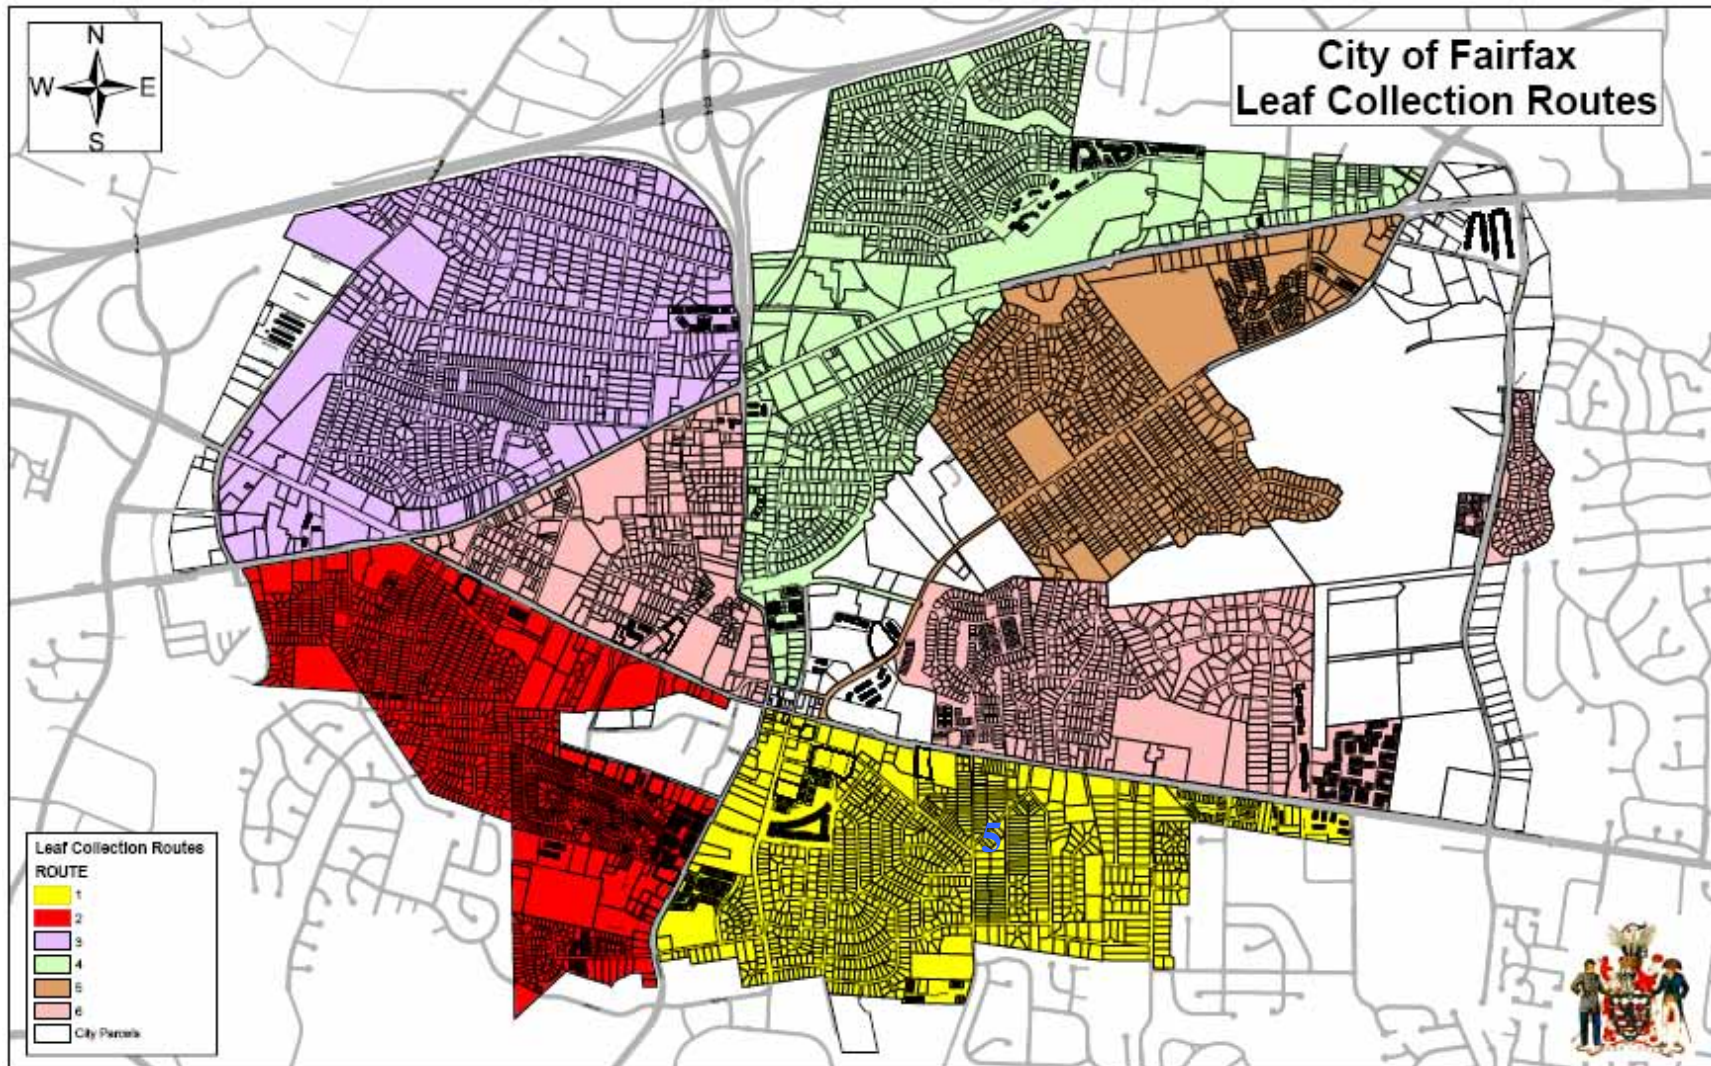 N
W E
S
City of Fairfax
Leaf Collection Routes
S
Leaf Collection Routes
ROUTE
1
2
3
4
5
6
City Parcels